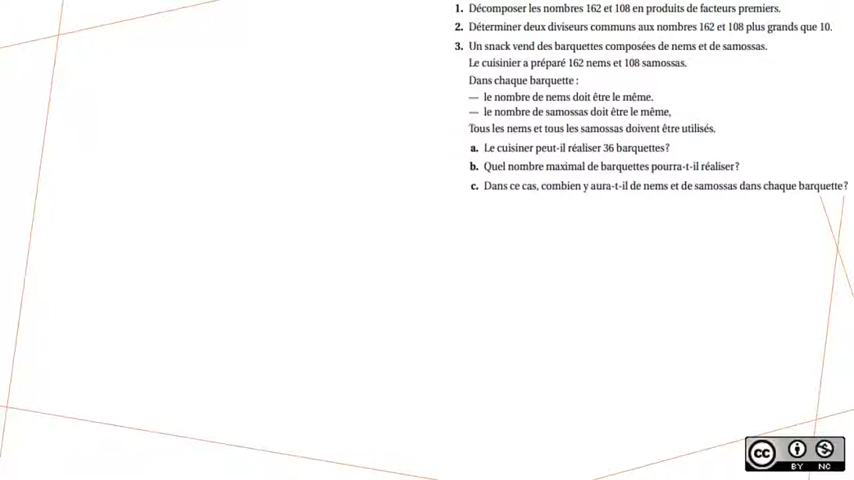 1. Décomposer les nombres 162 et 108 en produits de facteurs premiers.
2. Déterminer deux diviseurs communs aux nombres 162 et 108 plus grands que 10.
3. Un snack vend des barquettes composées de nems et de samossas.
Le cuisinier a préparé 162 nems et 108 samossas.
Dans chaque barquette :
— le nombre de nems doit être le même.
— le nombre de samossas doit être le même,
Tous les nems et tous les samossas doivent être utilisés.
a. Le cuisiner peut-il réaliser 36 barquettes?
b. Quel nombre maximal de barquettes pourra-t-il réaliser?
c. Dans ce cas, combien y aura-t-il de nems et de samossas dans chaque barquette?
cc
BY NC